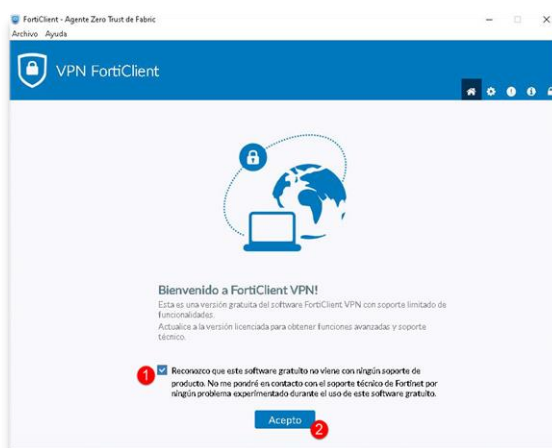 FortiClient - Agente Zero Trust de Fabric
Archivo Ayuda
VPN FortiClient
Bienvenido a FortiClient VPN!
Esta es una versión gratuita del software FortiClient VPN con soporte limitado de
funcionalidades.
Actualice a la versión licenciada para obtener funciones avanzadas y soporte
técnico.
1 Reconozco que este software gratuito no viene con ningún soporte de
producto. No me pondré en contacto con el soporte técnico de Fortinet por
ningún problema experimentado durante el uso de este software gratuito.
Acepto
2